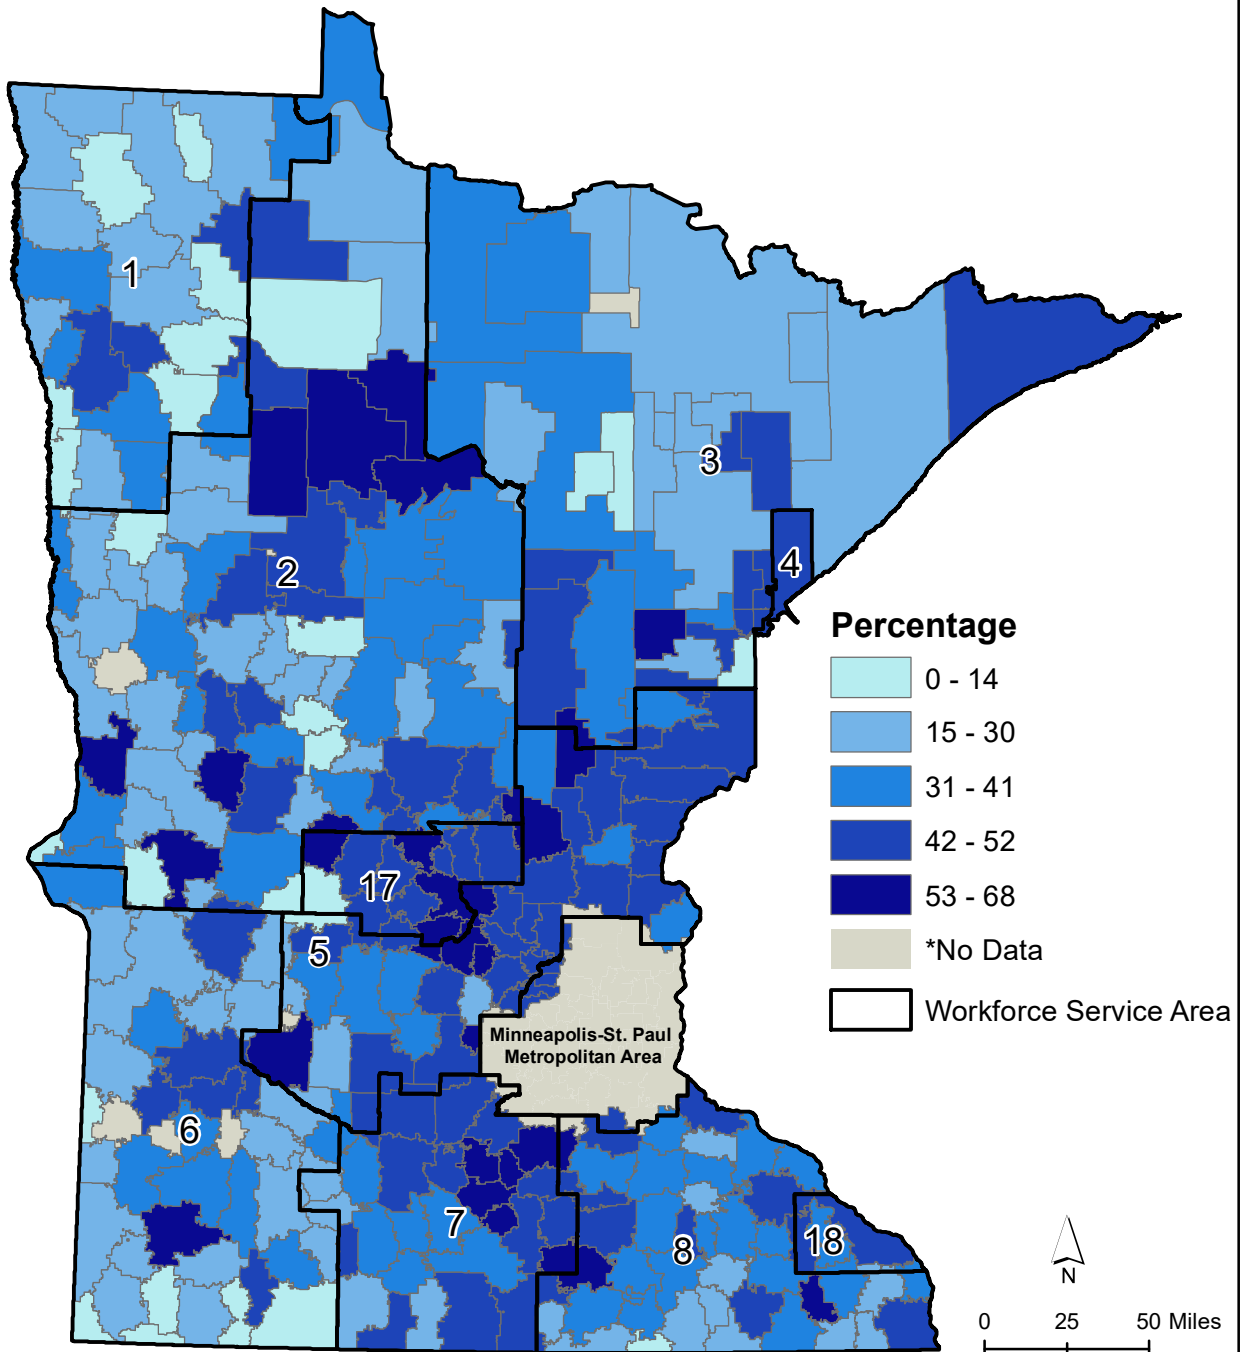 1
3
2
4
Percentage
0 - 14
15 - 30
31 - 41
42 - 52
53 - 68
*No Data
Workforce Service Area
17
5
Minneapolis-St. Paul
Metropolitan Area
6
7
8
18
N
0 25 50 Miles